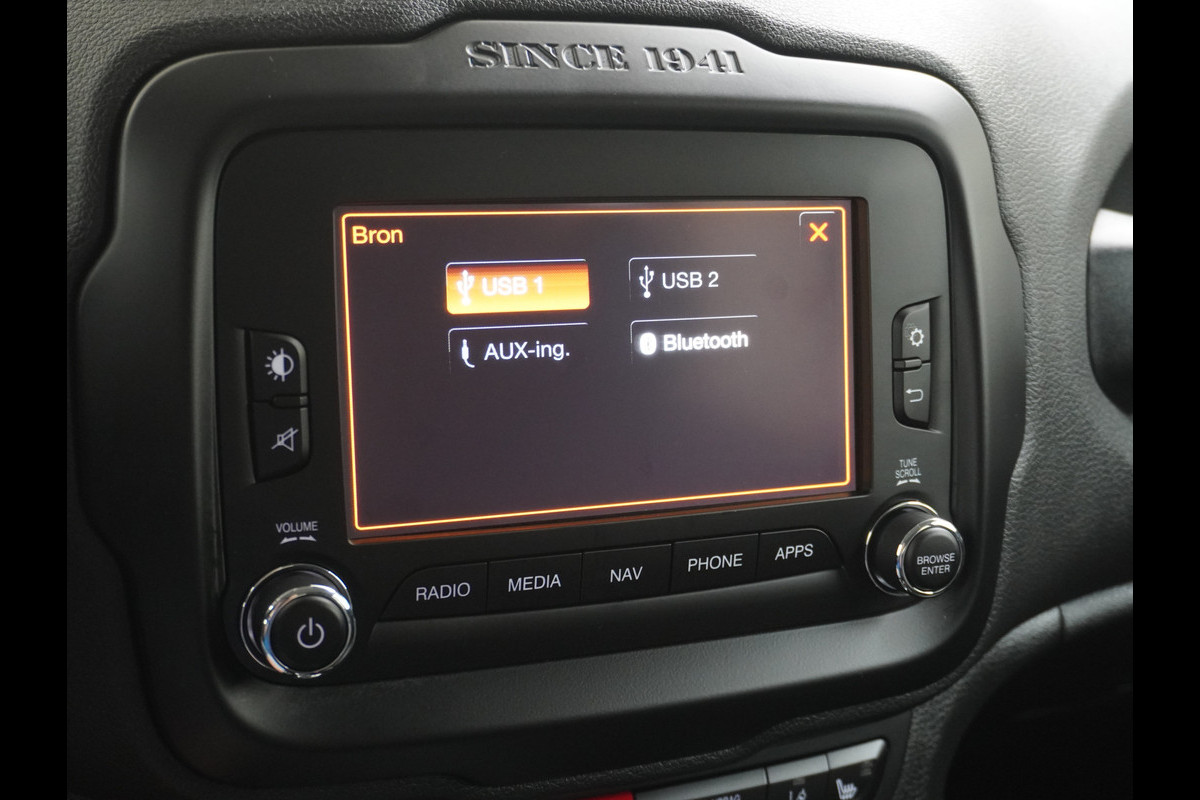 SINCE 1941
Bron
USB 1
USB 2
AUX-ing.
Bluetooth
TUNE
SCROLL
VOLUME
RADIO
MEDIA
NAV
PHONE
APPS
BROWSE
ENTER